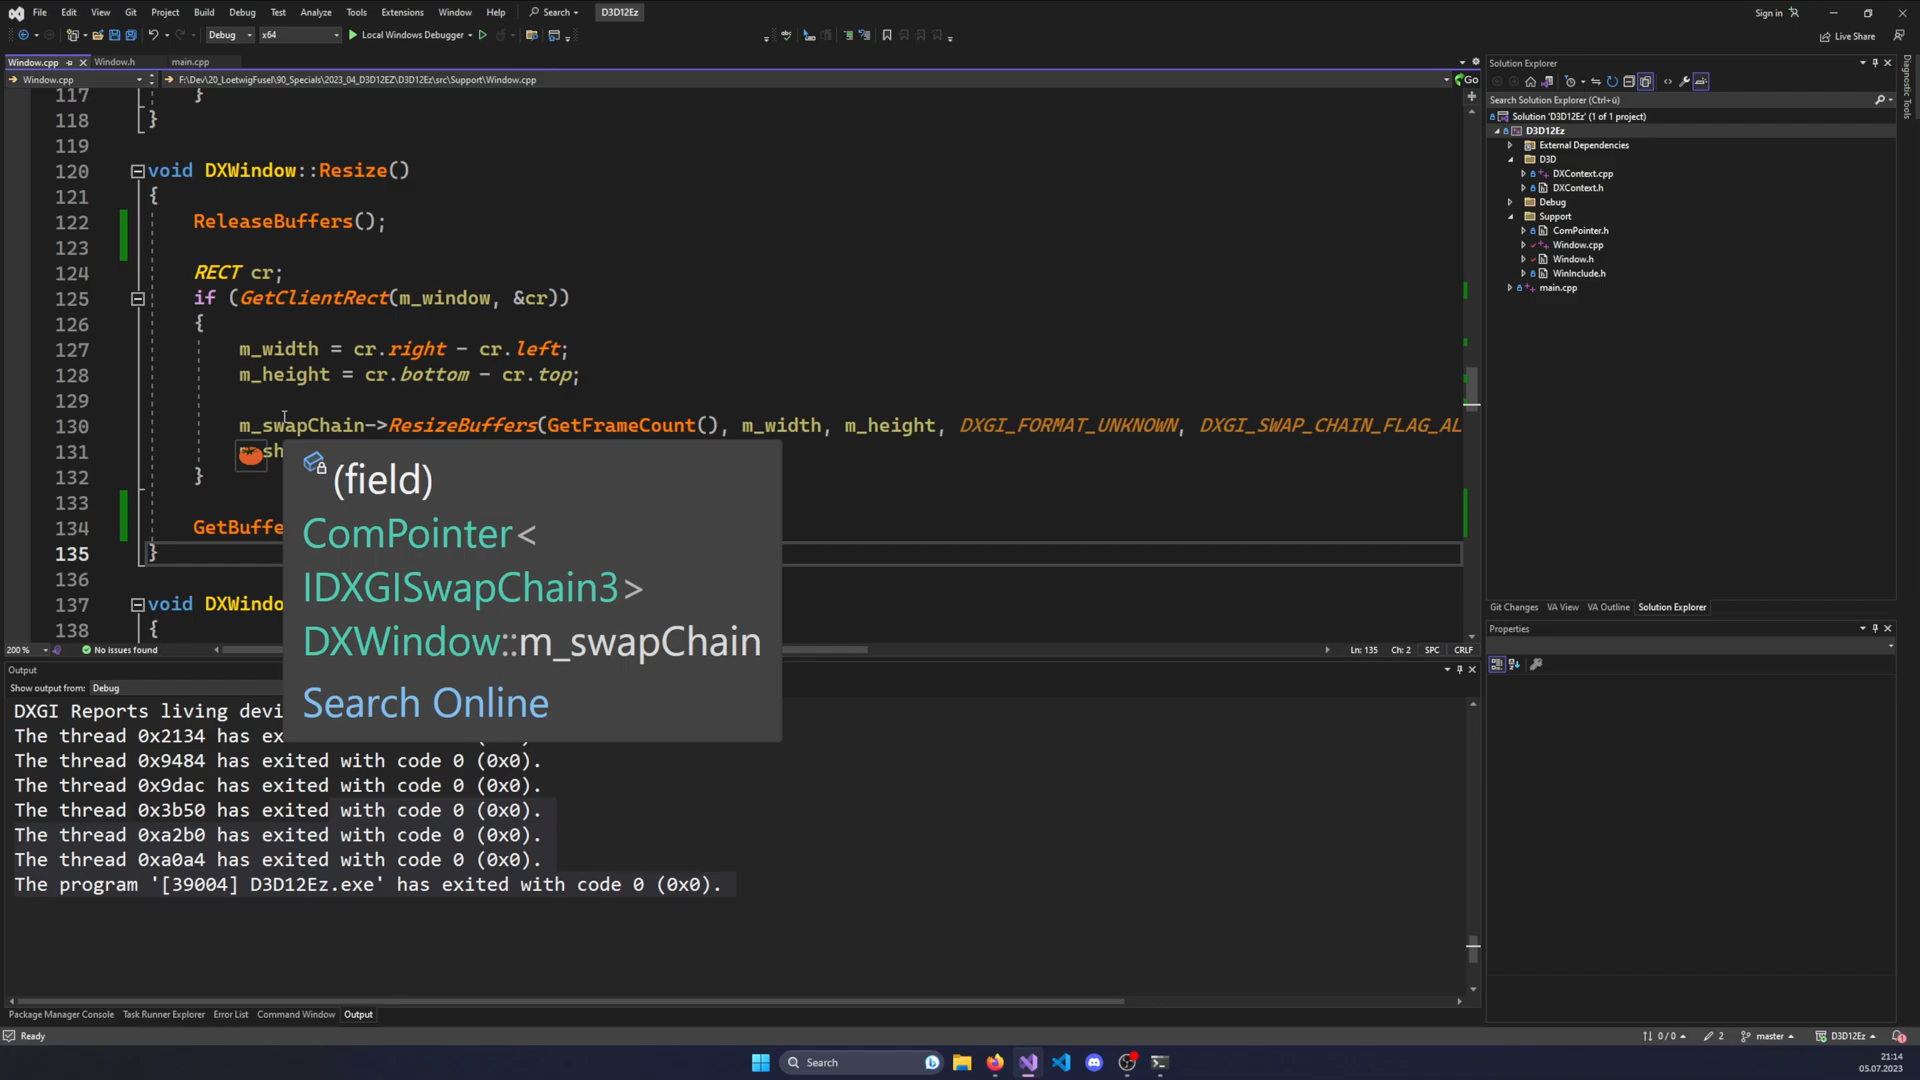 File Edit View Git Project Build Debug Test Analyze Tools Extensions Window Help Search D3D12Ez Sign in
Debug x64 Local Windows Debugger Live Share
Window.cpp Window.h main.cpp
Window.cpp F:\Dev\20_LoetwigFusel\90_Specials\2023_04_D3D12EZ\D3D12Ez\src\Support\Window.cpp Go
117 }
118 }
119
120 void DXWindow::Resize()
121 {
122 ReleaseBuffers();
123
124 RECT cr;
125 if (GetClientRect(m_window, &cr))
126 {
127 m_width = cr.right - cr.left;
128 m_height = cr.bottom - cr.top;
129
130 m_swapChain->ResizeBuffers(GetFrameCount(), m_width, m_height, DXGI_FORMAT_UNKNOWN, DXGI_SWAP_CHAIN_FLAG_AL
131
132 }
133
134 GetBuffe
135 }
136
137 void DXWindo
138 {
(field)
ComPointer<
IDXGISwapChain3>
DXWindow::m_swapChain
Search Online
200 % No issues found Ln: 135 Ch: 2 SPC CRLF
Output
Show output from: Debug
DXGI Reports living devi
The thread 0x2134 has ex
The thread 0x9484 has exited with code 0 (0x0).
The thread 0x9dac has exited with code 0 (0x0).
The thread 0x3b50 has exited with code 0 (0x0).
The thread 0xa2b0 has exited with code 0 (0x0).
The thread 0xa0a4 has exited with code 0 (0x0).
The program '[39004] D3D12Ez.exe' has exited with code 0 (0x0).
Package Manager Console Task Runner Explorer Error List Command Window Output
Solution Explorer
Search Solution Explorer (Ctrl+ü)
Solution 'D3D12Ez' (1 of 1 project)
D3D12Ez
External Dependencies
D3D
DXContext.cpp
DXContext.h
Debug
Support
ComPointer.h
Window.cpp
Window.h
WinInclude.h
main.cpp
Git Changes VA View VA Outline Solution Explorer
Properties
Diagnostic Tools
Ready 0 / 0 2 master D3D12Ez 1
Search
21:14
05.07.2023